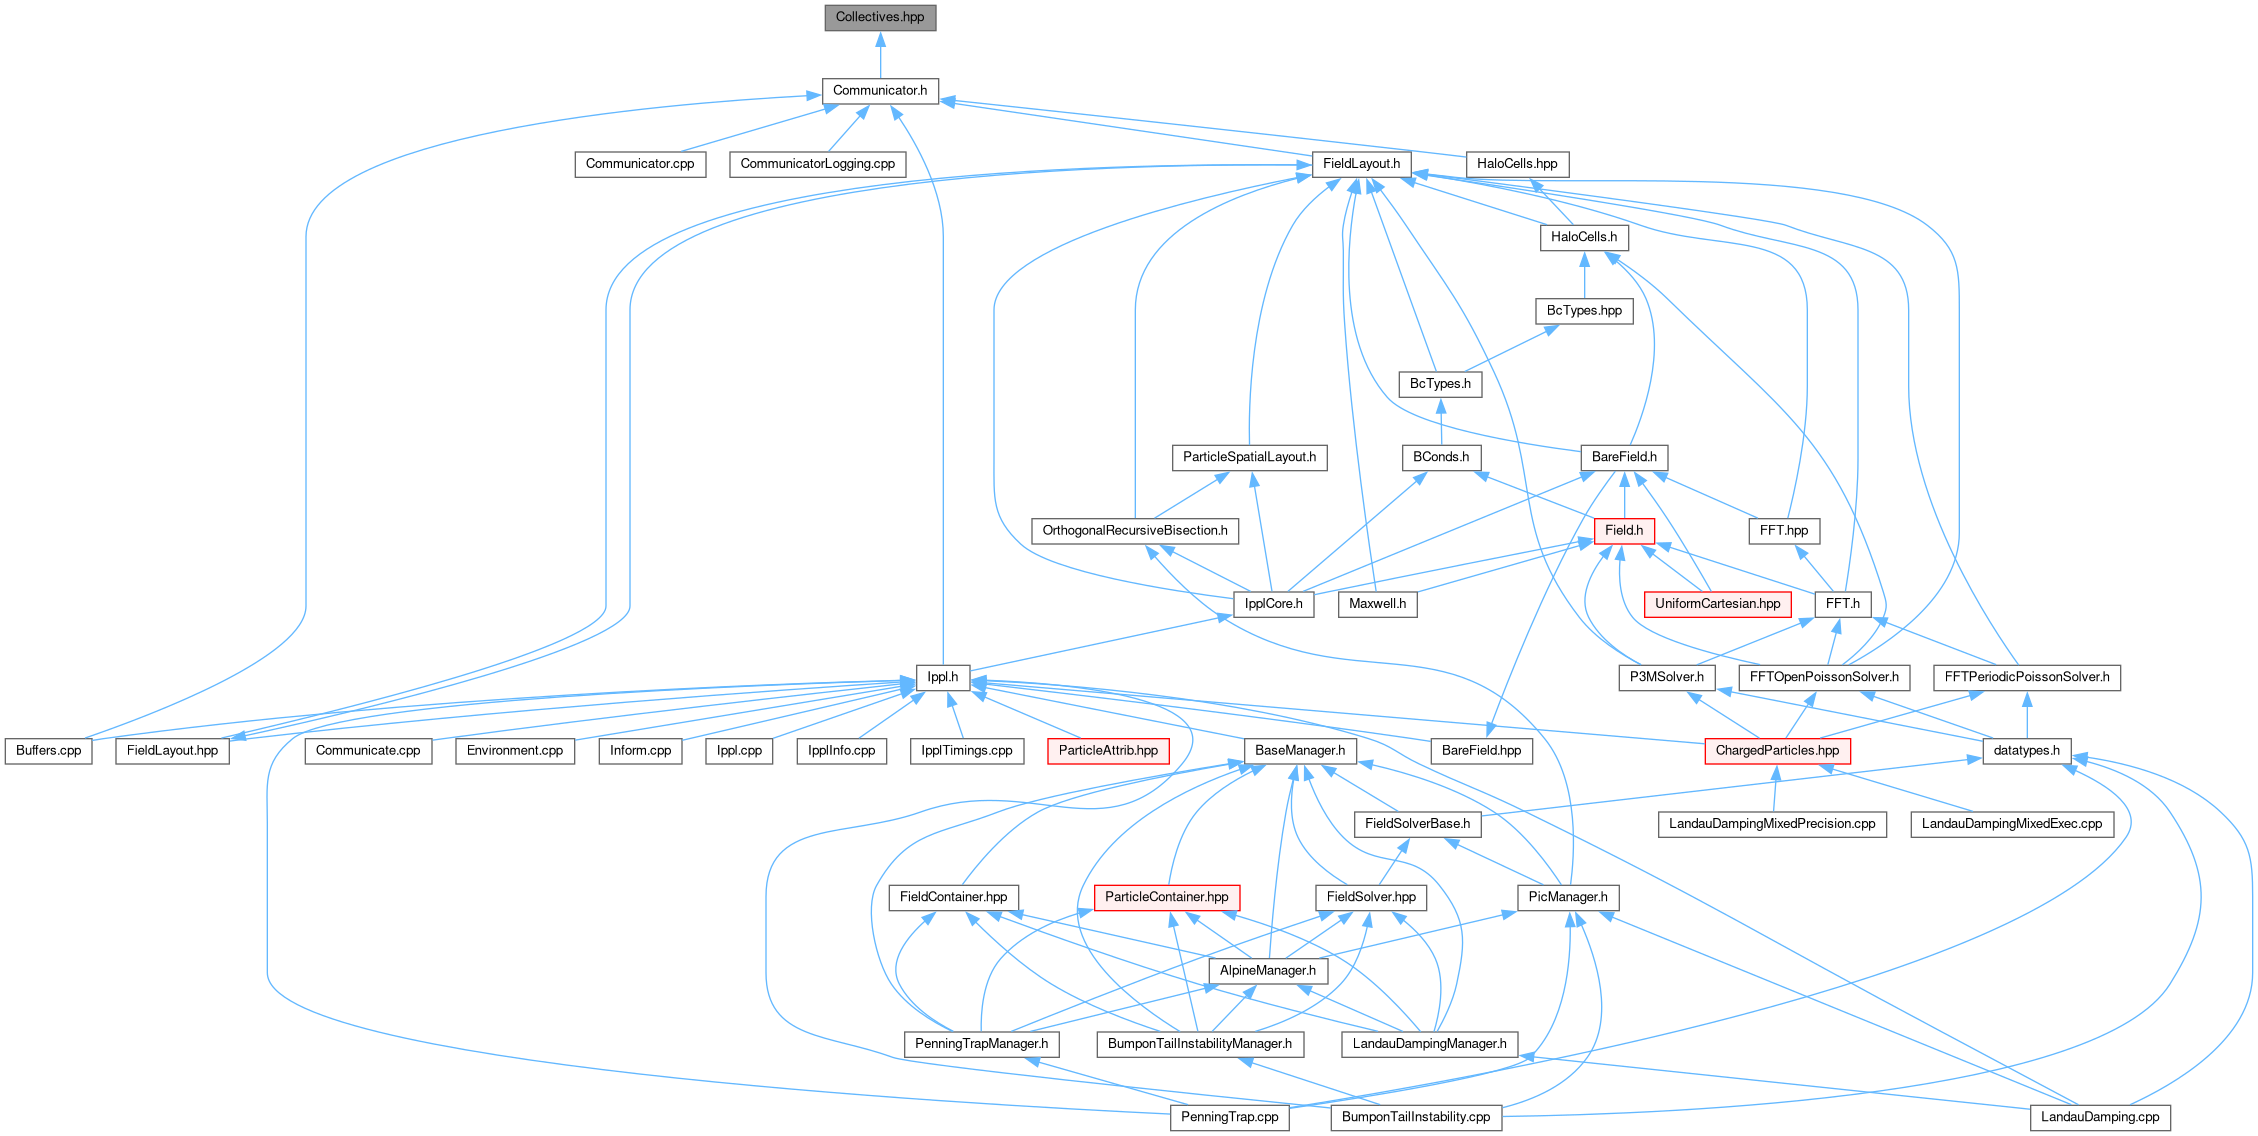 Collectives.hpp
Communicator.h
Communicator.cpp
CommunicatorLogging.cpp
FieldLayout.h
HaloCells.hpp
HaloCells.h
BcTypes.hpp
BcTypes.h
ParticleSpatialLayout.h
BConds.h
BareField.h
OrthogonalRecursiveBisection.h
Field.h
FFT.hpp
IpplCore.h
Maxwell.h
UniformCartesian.hpp
FFT.h
Ippl.h
P3MSolver.h
FFTOpenPoissonSolver.h
FFTPeriodicPoissonSolver.h
Buffers.cpp
FieldLayout.hpp
Communicate.cpp
Environment.cpp
Inform.cpp
Ippl.cpp
IpplInfo.cpp
IpplTimings.cpp
ParticleAttrib.hpp
BaseManager.h
BareField.hpp
ChargedParticles.hpp
datatypes.h
FieldSolverBase.h
LandauDampingMixedPrecision.cpp
LandauDampingMixedExec.cpp
FieldContainer.hpp
ParticleContainer.hpp
FieldSolver.hpp
PicManager.h
AlpineManager.h
PenningTrapManager.h
BumponTailInstabilityManager.h
LandauDampingManager.h
PenningTrap.cpp
BumponTailInstability.cpp
LandauDamping.cpp